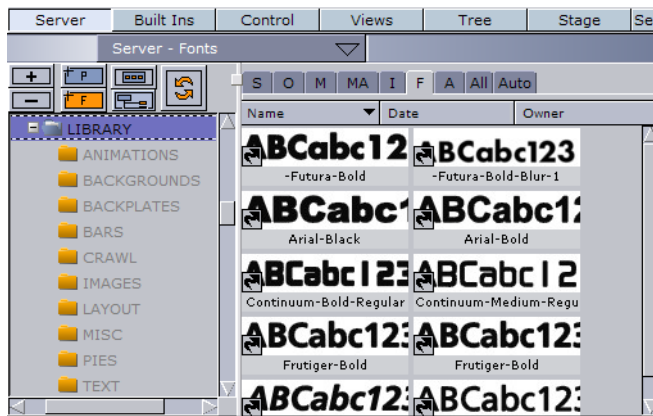 Server Built Ins Control Views Tree Stage Se
Server - Fonts
+ P
- F
S O M MA I F A All Auto
Name Date Owner
LIBRARY
ANIMATIONS
BACKGROUNDS
BACKPLATES
BARS
CRAWL
IMAGES
LAYOUT
MISC
PIES
TEXT
ABCabc12 ABCabc123
-Futura-Bold -Futura-Bold-Blur-1
ABCabc1 ABCabc12
Arial-Black Arial-Bold
ABCabc123 ABCabc12
Continuum-Bold-Regular Continuum-Medium-Regu
ABCabc123 ABCabc123
Frutiger-Bold Frutiger-Bold
ABCabc123 ABCabc123